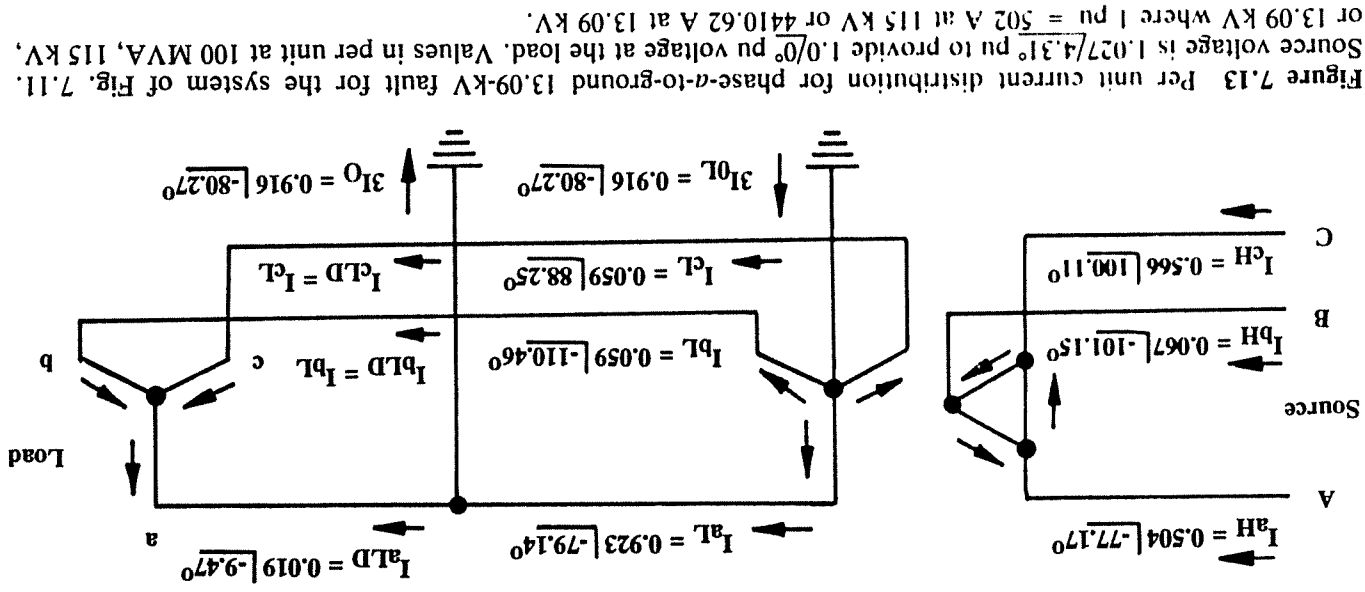 I_aH = 0.504 ∠-77.17°
I_aL = 0.923 ∠-79.14°
I_aLD = 0.019 ∠-9.47°
A
a
Source
Load
I_bH = 0.067 ∠-101.15°
I_bL = 0.059 ∠-110.46°
I_bLD = I_bL
c
b
B
I_cH = 0.566 ∠100.11°
I_cL = 0.059 ∠88.25°
I_cLD = I_cL
C
3I_0L = 0.916 ∠-80.27°
3I_O = 0.916 ∠-80.27°
Figure 7.13 Per unit current distribution for phase-a-to-ground 13.09-kV fault for the system of Fig. 7.11.
Source voltage is 1.027∠4.31° pu to provide 1.0∠0° pu voltage at the load. Values in per unit at 100 MVA, 115 kV,
or 13.09 kV where 1 pu = 502 A at 115 kV or 4410.62 A at 13.09 kV.